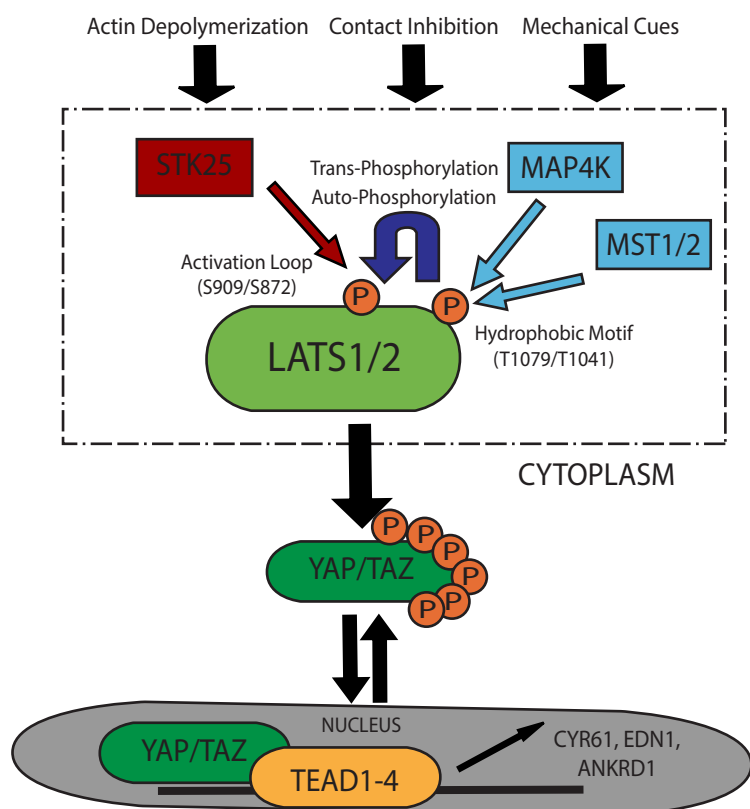 Actin Depolymerization
Contact Inhibition
Mechanical Cues
STK25
Trans-Phosphorylation
Auto-Phosphorylation
MAP4K
MST1/2
Activation Loop
(S909/S872)
P
P
Hydrophobic Motif
(T1079/T1041)
LATS1/2
CYTOPLASM
P
P
P
P
P
P
YAP/TAZ
NUCLEUS
YAP/TAZ
TEAD1-4
CYR61, EDN1,
ANKRD1